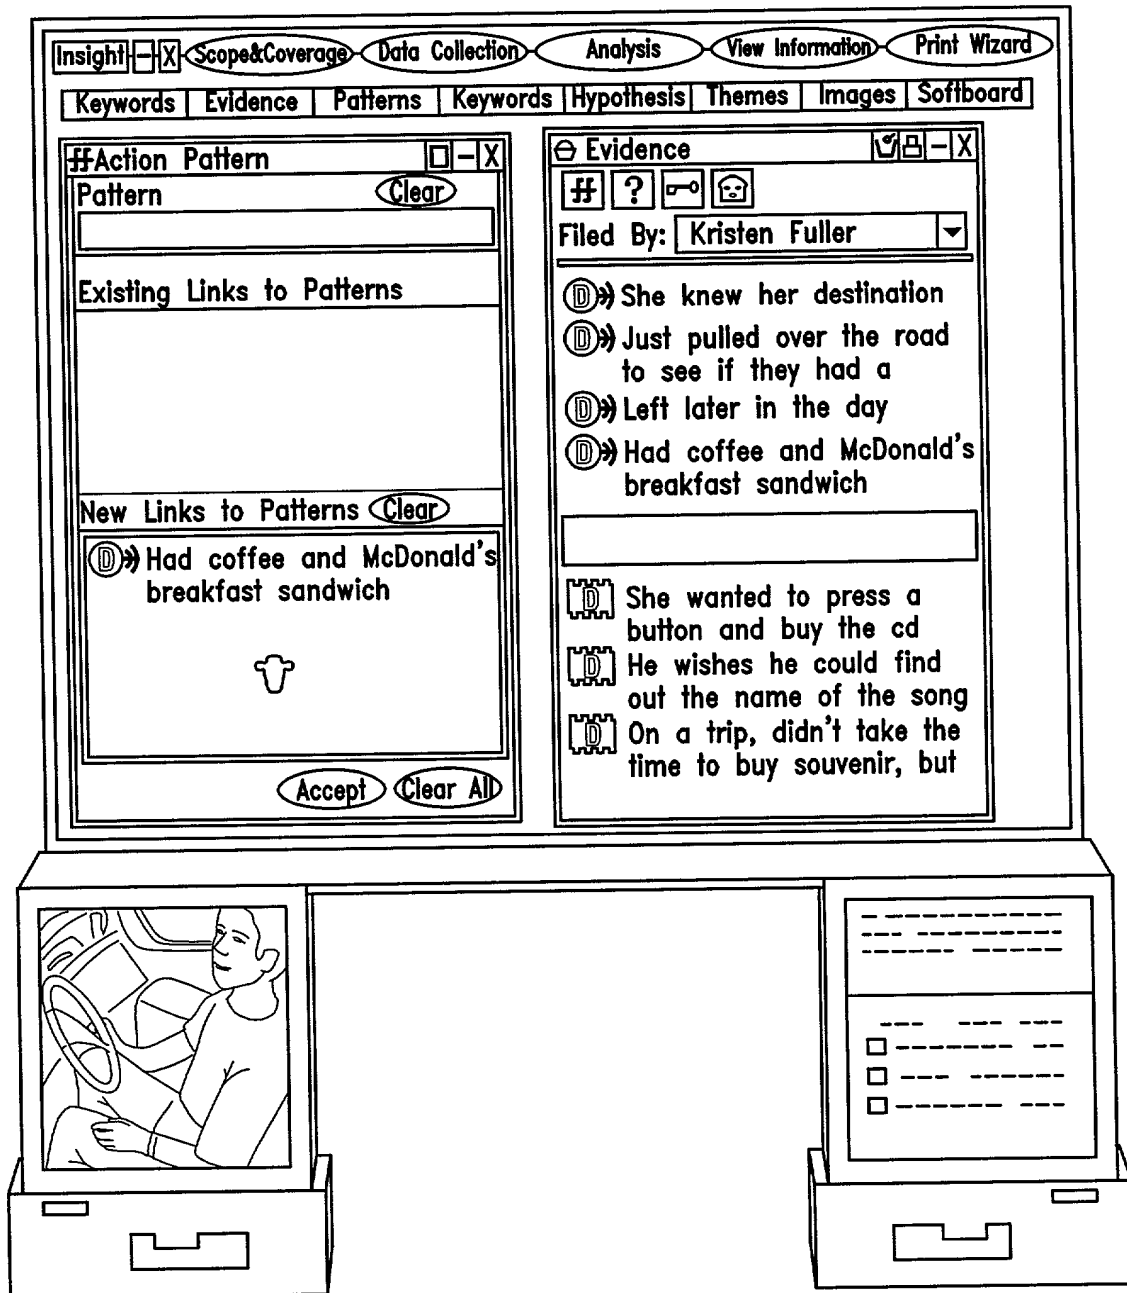 Insight — X Scope&Coverage Data Collection Analysis View Information Print Wizard
Keywords Evidence Patterns Keywords Hypothesis Themes Images Softboard
Action Pattern — X
Pattern Clear
Existing Links to Patterns
New Links to Patterns Clear
D Had coffee and McDonald's
breakfast sandwich
Accept Clear All
Evidence — X
?
Filed By: Kristen Fuller
D She knew her destination
D Just pulled over the road
to see if they had a
D Left later in the day
D Had coffee and McDonald's
breakfast sandwich
D She wanted to press a
button and buy the cd
D He wishes he could find
out the name of the song
D On a trip, didn't take the
time to buy souvenir, but